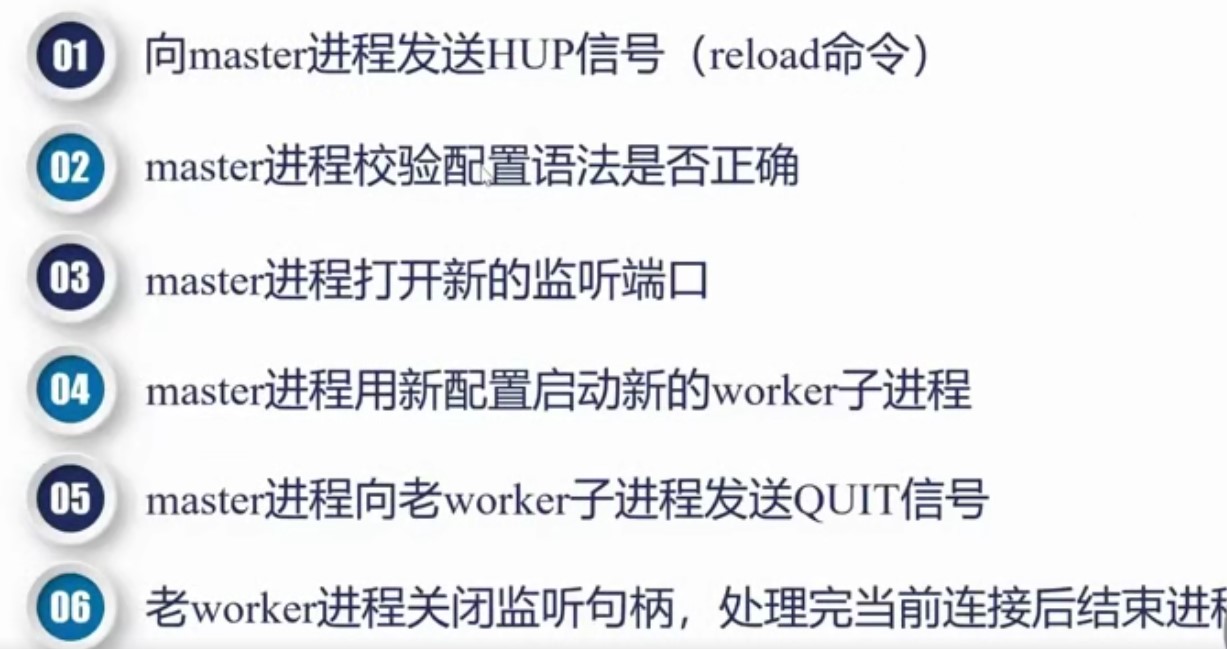 01 向master进程发送HUP信号（reload命令）
02 master进程校验配置语法是否正确
03 master进程打开新的监听端口
04 master进程用新配置启动新的worker子进程
05 master进程向老worker子进程发送QUIT信号
06 老worker进程关闭监听句柄，处理完当前连接后结束进